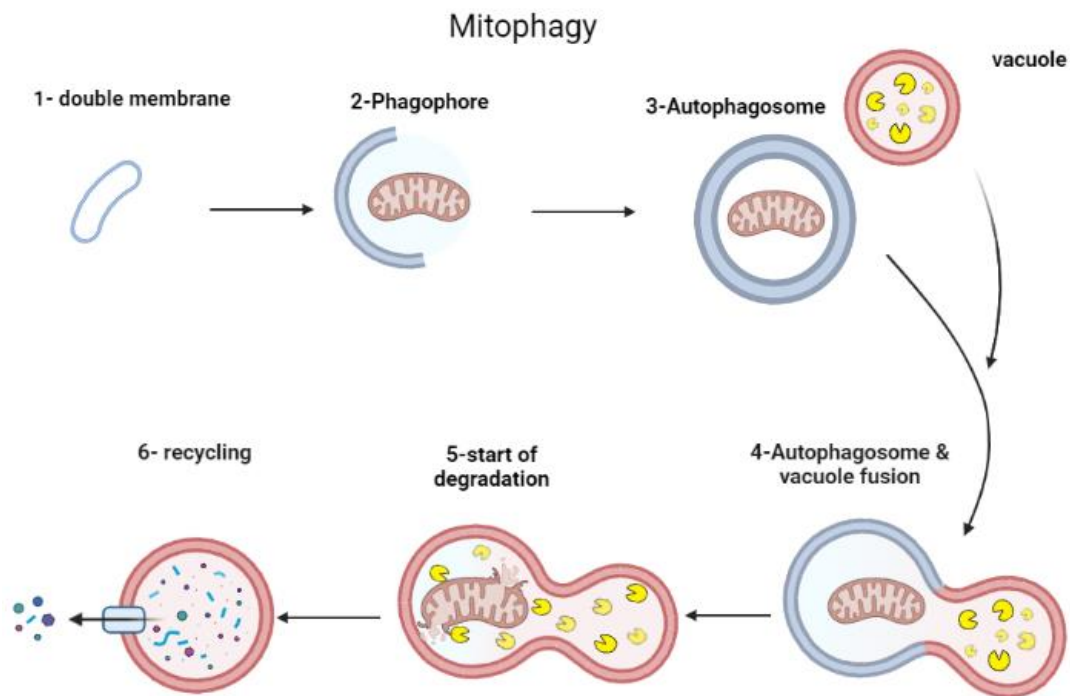 Mitophagy
vacuole
1- double membrane
2-Phagophore
3-Autophagosome
6- recycling
5-start of
degradation
4-Autophagosome &
vacuole fusion